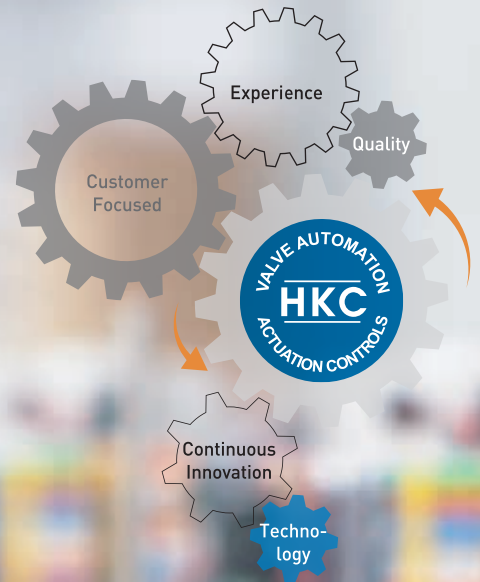 Experience
Quality
Customer
Focused
VALVE AUTOMATION
HKC
ACTUATION CONTROLS
Continuous
Innovation
Techno-
logy